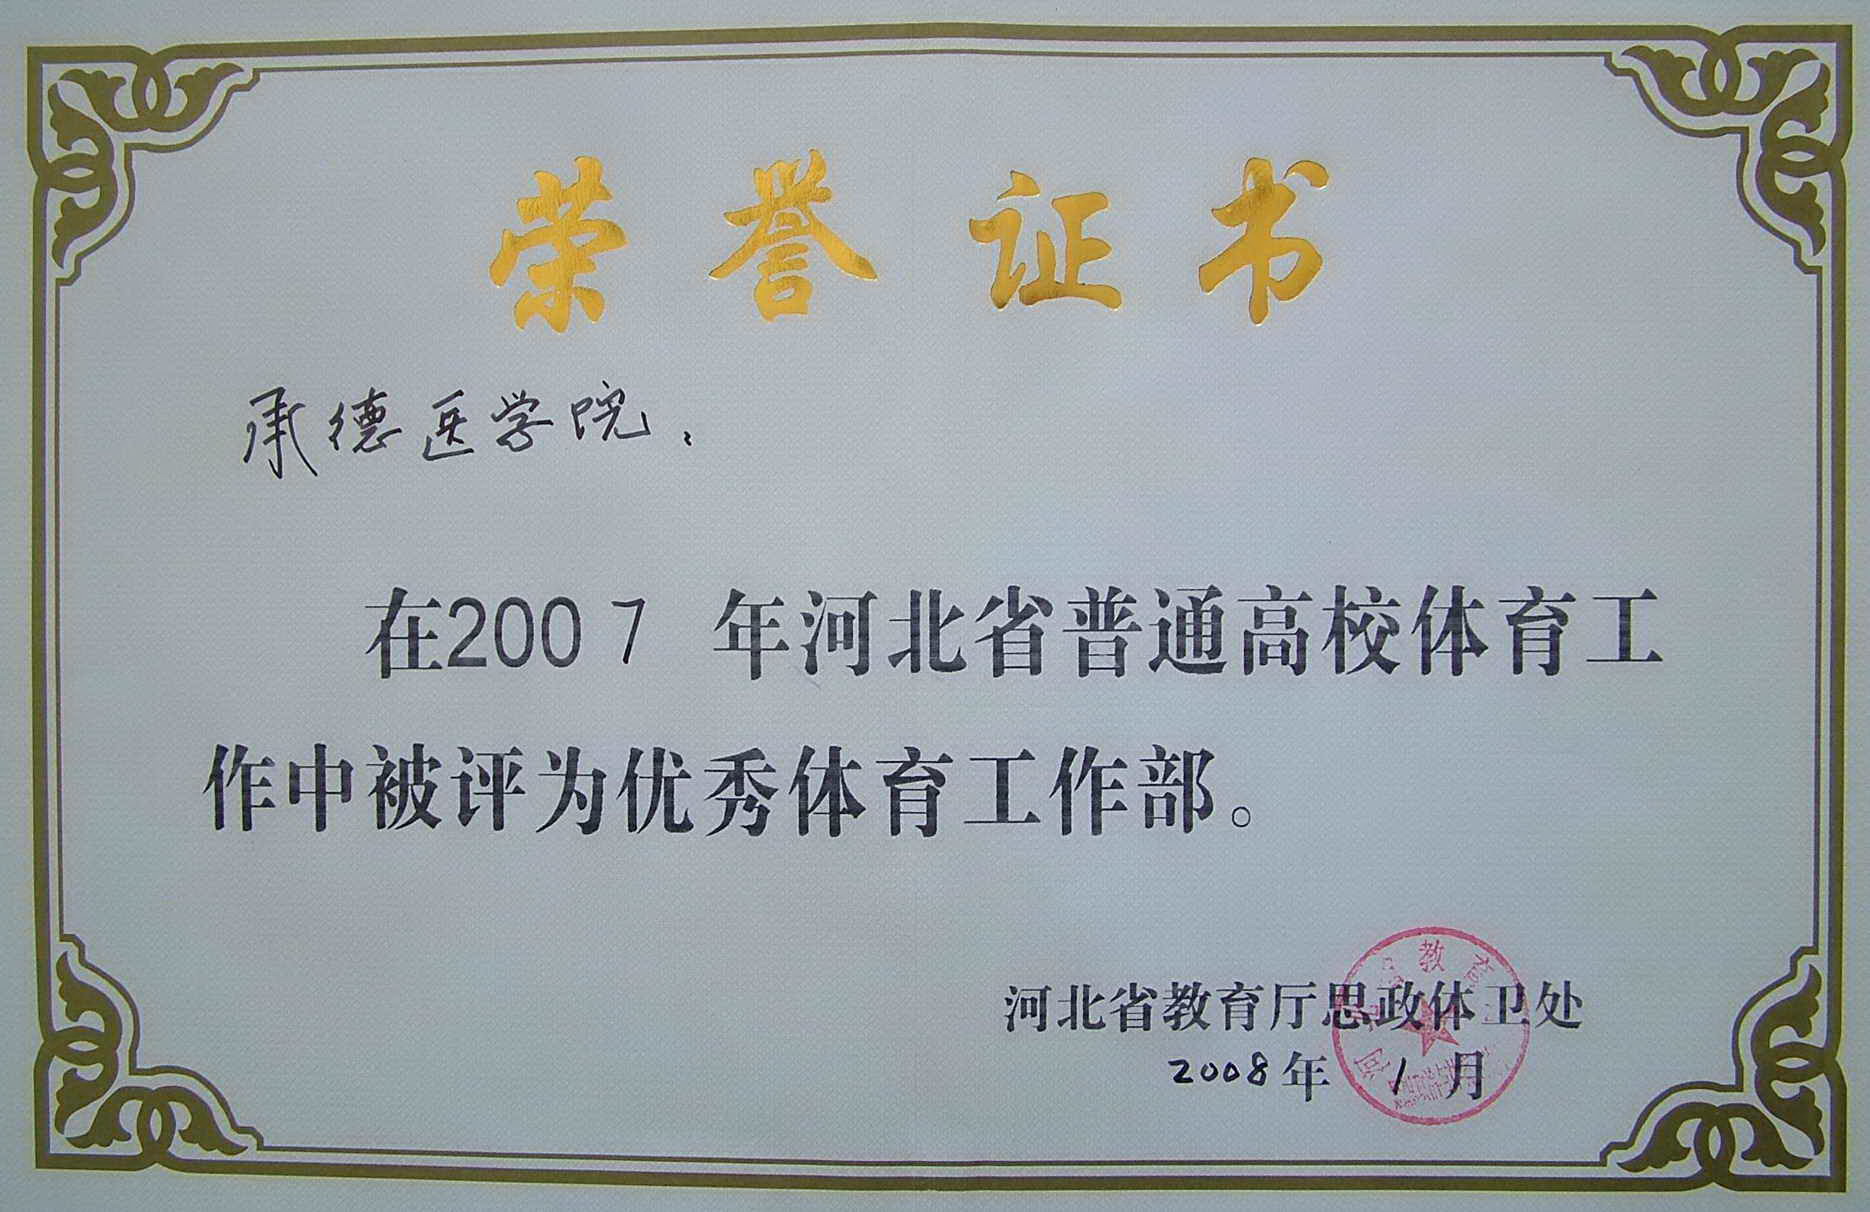 荣誉证书
承德医学院：
在2007年河北省普通高校体育工
作中被评为优秀体育工作部。
河北省教育厅思政体卫处
2008年1月